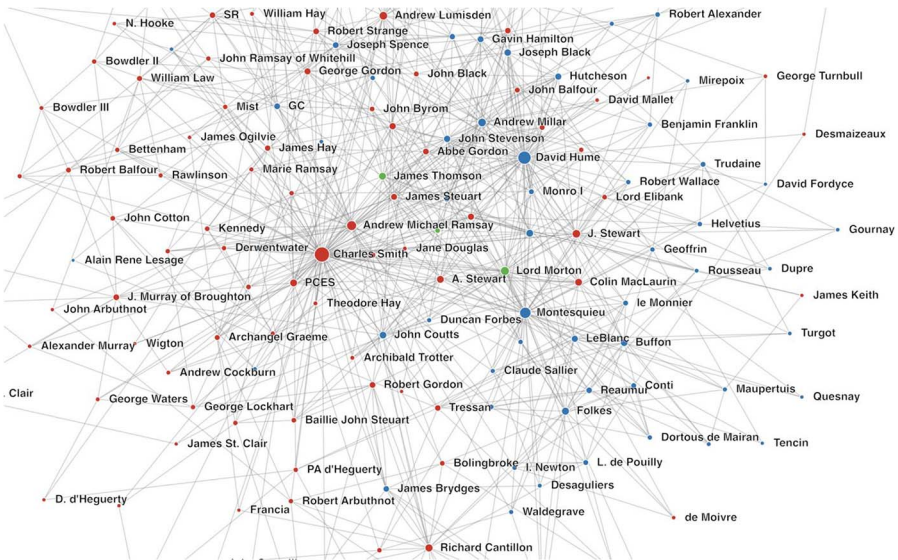 SR
William Hay
Andrew Lumisden
Robert Alexander
N. Hooke
Robert Strange
Gavin Hamilton
Joseph Spence
Joseph Black
Bowdler II
John Ramsay of Whitehill
William Law
George Gordon
John Black
Hutcheson
Mirepoix
George Turnbull
John Balfour
David Mallet
Bowdler III
Mist
GC
John Byrom
Andrew Millar
Benjamin Franklin
Desmaizeaux
James Ogilvie
John Stevenson
Bettenham
James Hay
Abbé Gordon
David Hume
Trudaine
Robert Balfour
Rawlinson
Marie Ramsay
James Thomson
Robert Wallace
David Fordyce
Monro I
James Steuart
Lord Elibank
John Cotton
Kennedy
Andrew Michael Ramsay
J. Stewart
Helvetius
Gournay
Derwentwater
Charles Smith
Jane Douglas
Geoffrin
Alain Rene Lesage
Lord Morton
Rousseau
Dupre
PCES
A. Stewart
Colin MacLaurin
J. Murray of Broughton
James Keith
John Arbuthnot
Theodore Hay
le Monnier
Duncan Forbes
Montesquieu
Alexander Murray
Wigton
Archangel Graeme
John Coutts
LeBlanc
Buffon
Turgot
Archibald Trotter
Andrew Cockburn
Claude Sallier
Clair
Robert Gordon
Reaumur
Conti
Maupertuis
Quesnay
George Waters
George Lockhart
Tressan
Folkes
Baillie John Steuart
James St. Clair
Dortous de Mairan
Tencin
PA d'Heguerty
Bolingbroke
I. Newton
L. de Pouilly
James Brydges
Desaguliers
D. d'Heguerty
Robert Arbuthnot
Francia
Waldegrave
de Moivre
Richard Cantillon